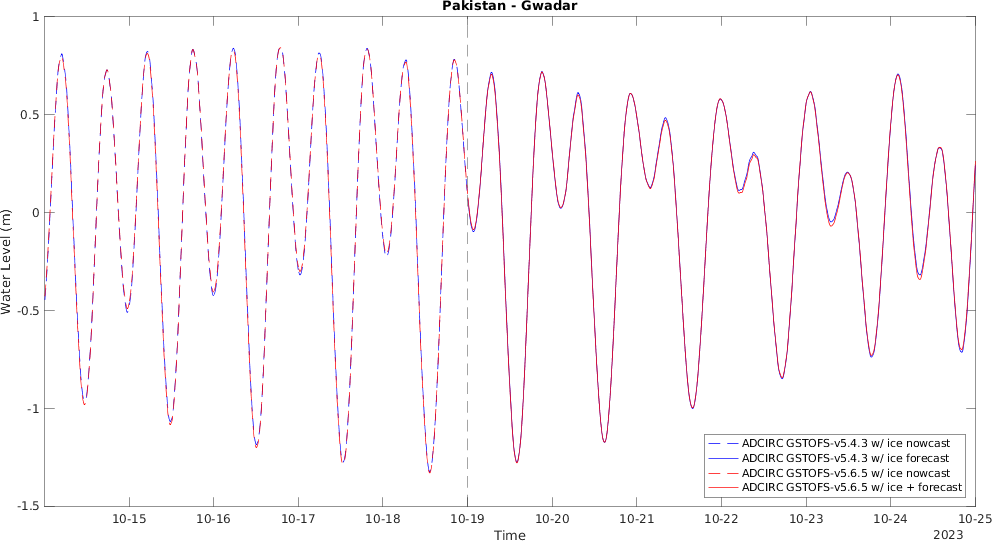 Pakistan - Gwadar
Water Level (m)
1
0.5
0
-0.5
-1
-1.5
10-15 10-16 10-17 10-18 10-19 10-20 10-21 10-22 10-23 10-24 10-25
Time
2023
ADCIRC GSTOFS-v5.4.3 w/ ice nowcast
ADCIRC GSTOFS-v5.4.3 w/ ice forecast
ADCIRC GSTOFS-v5.6.5 w/ ice nowcast
ADCIRC GSTOFS-v5.6.5 w/ ice + forecast